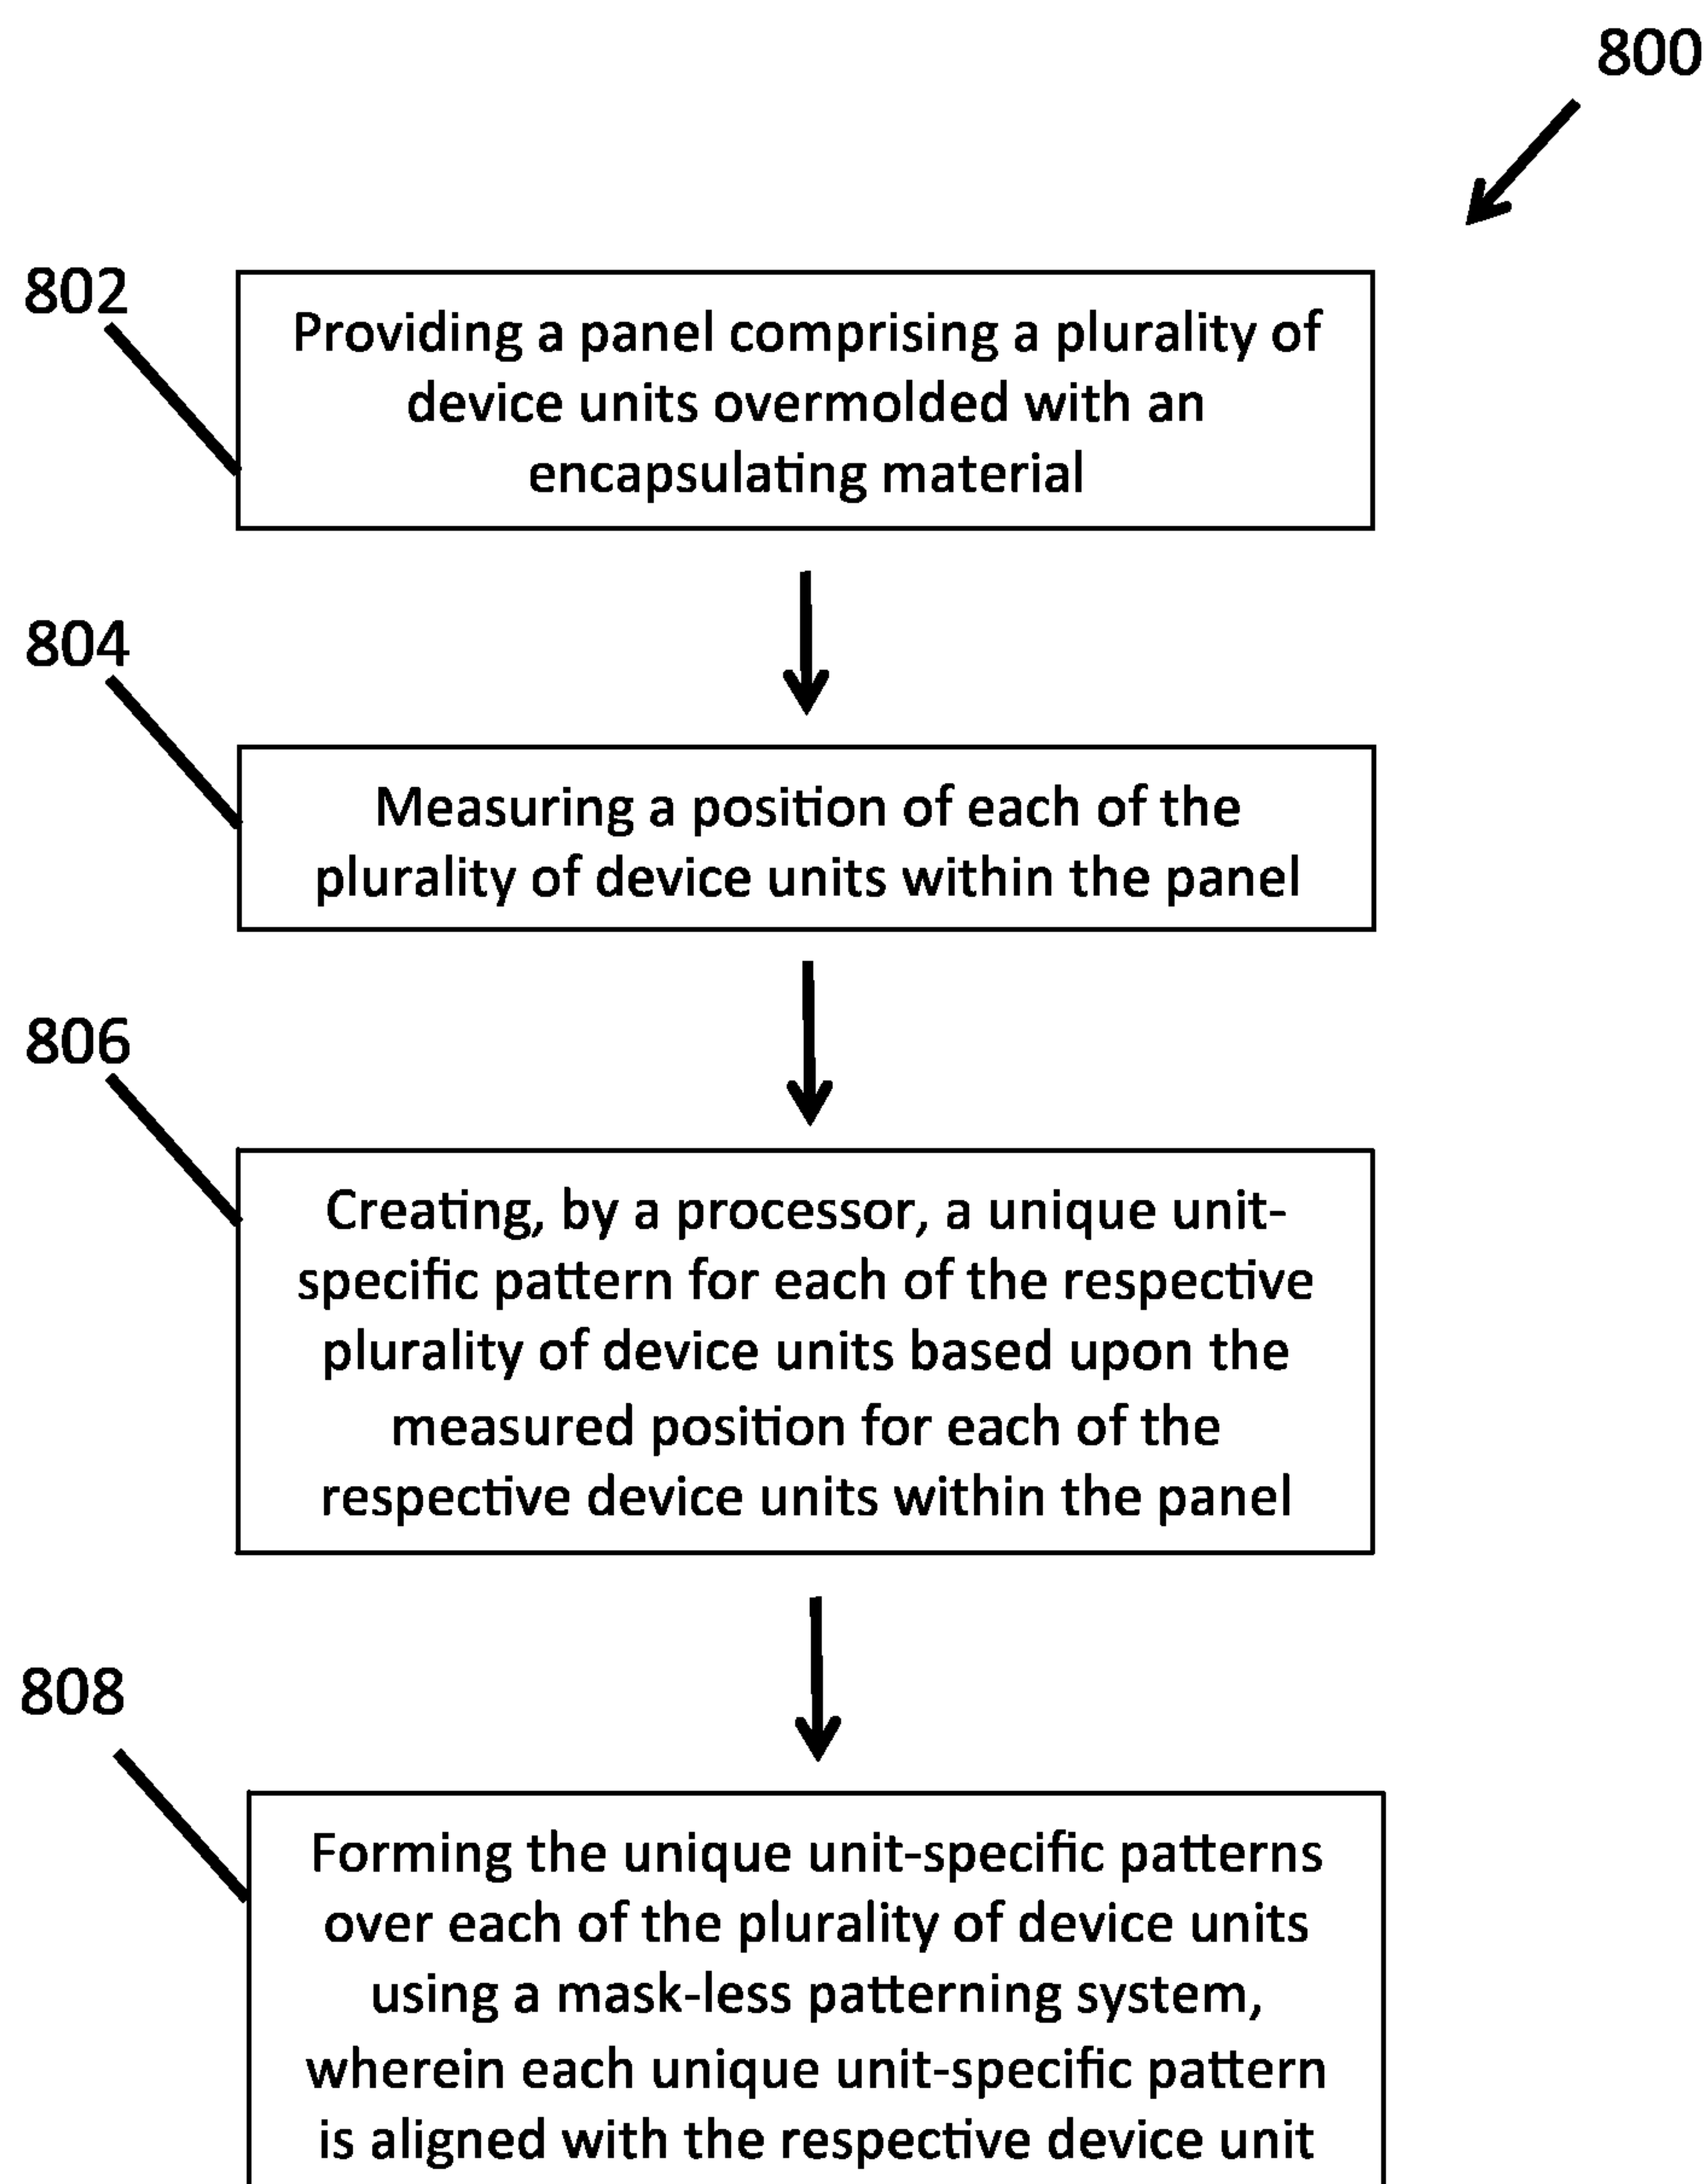 800
802
Providing a panel comprising a plurality of
device units overmolded with an
encapsulating material
804
Measuring a position of each of the
plurality of device units within the panel
806
Creating, by a processor, a unique unit-
specific pattern for each of the respective
plurality of device units based upon the
measured position for each of the
respective device units within the panel
808
Forming the unique unit-specific patterns
over each of the plurality of device units
using a mask-less patterning system,
wherein each unique unit-specific pattern
is aligned with the respective device unit